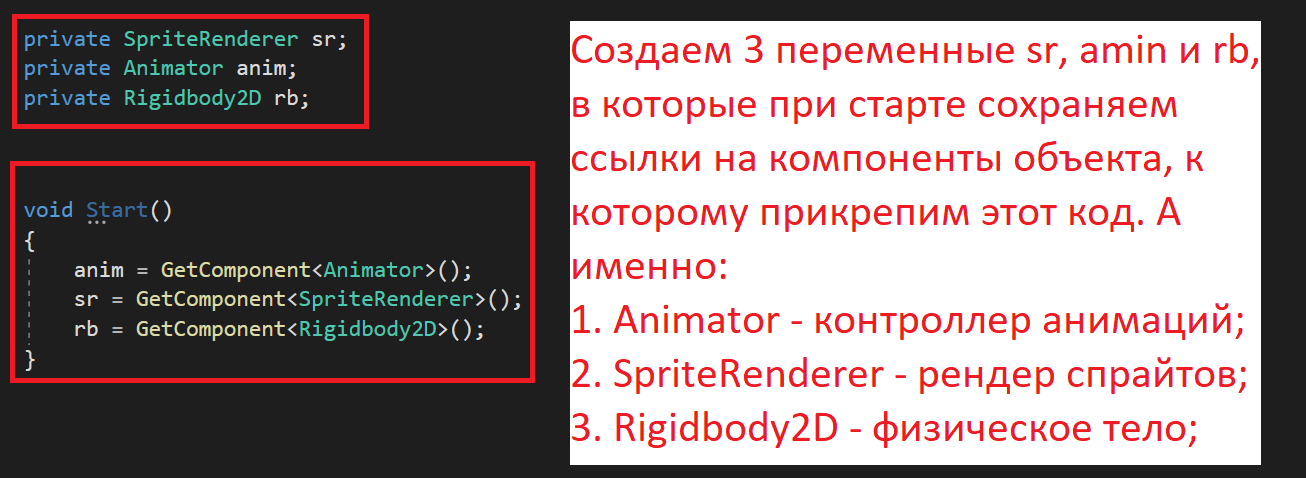 private SpriteRenderer sr;
private Animator anim;
private Rigidbody2D rb;
void Start()
{
anim = GetComponent<Animator>();
sr = GetComponent<SpriteRenderer>();
rb = GetComponent<Rigidbody2D>();
}
Создаем 3 переменные sr, amin и rb,
в которые при старте сохраняем
ссылки на компоненты объекта, к
которому прикрепим этот код. А
именно:
1. Animator - контроллер анимаций;
2. SpriteRenderer - рендер спрайтов;
3. Rigidbody2D - физическое тело;